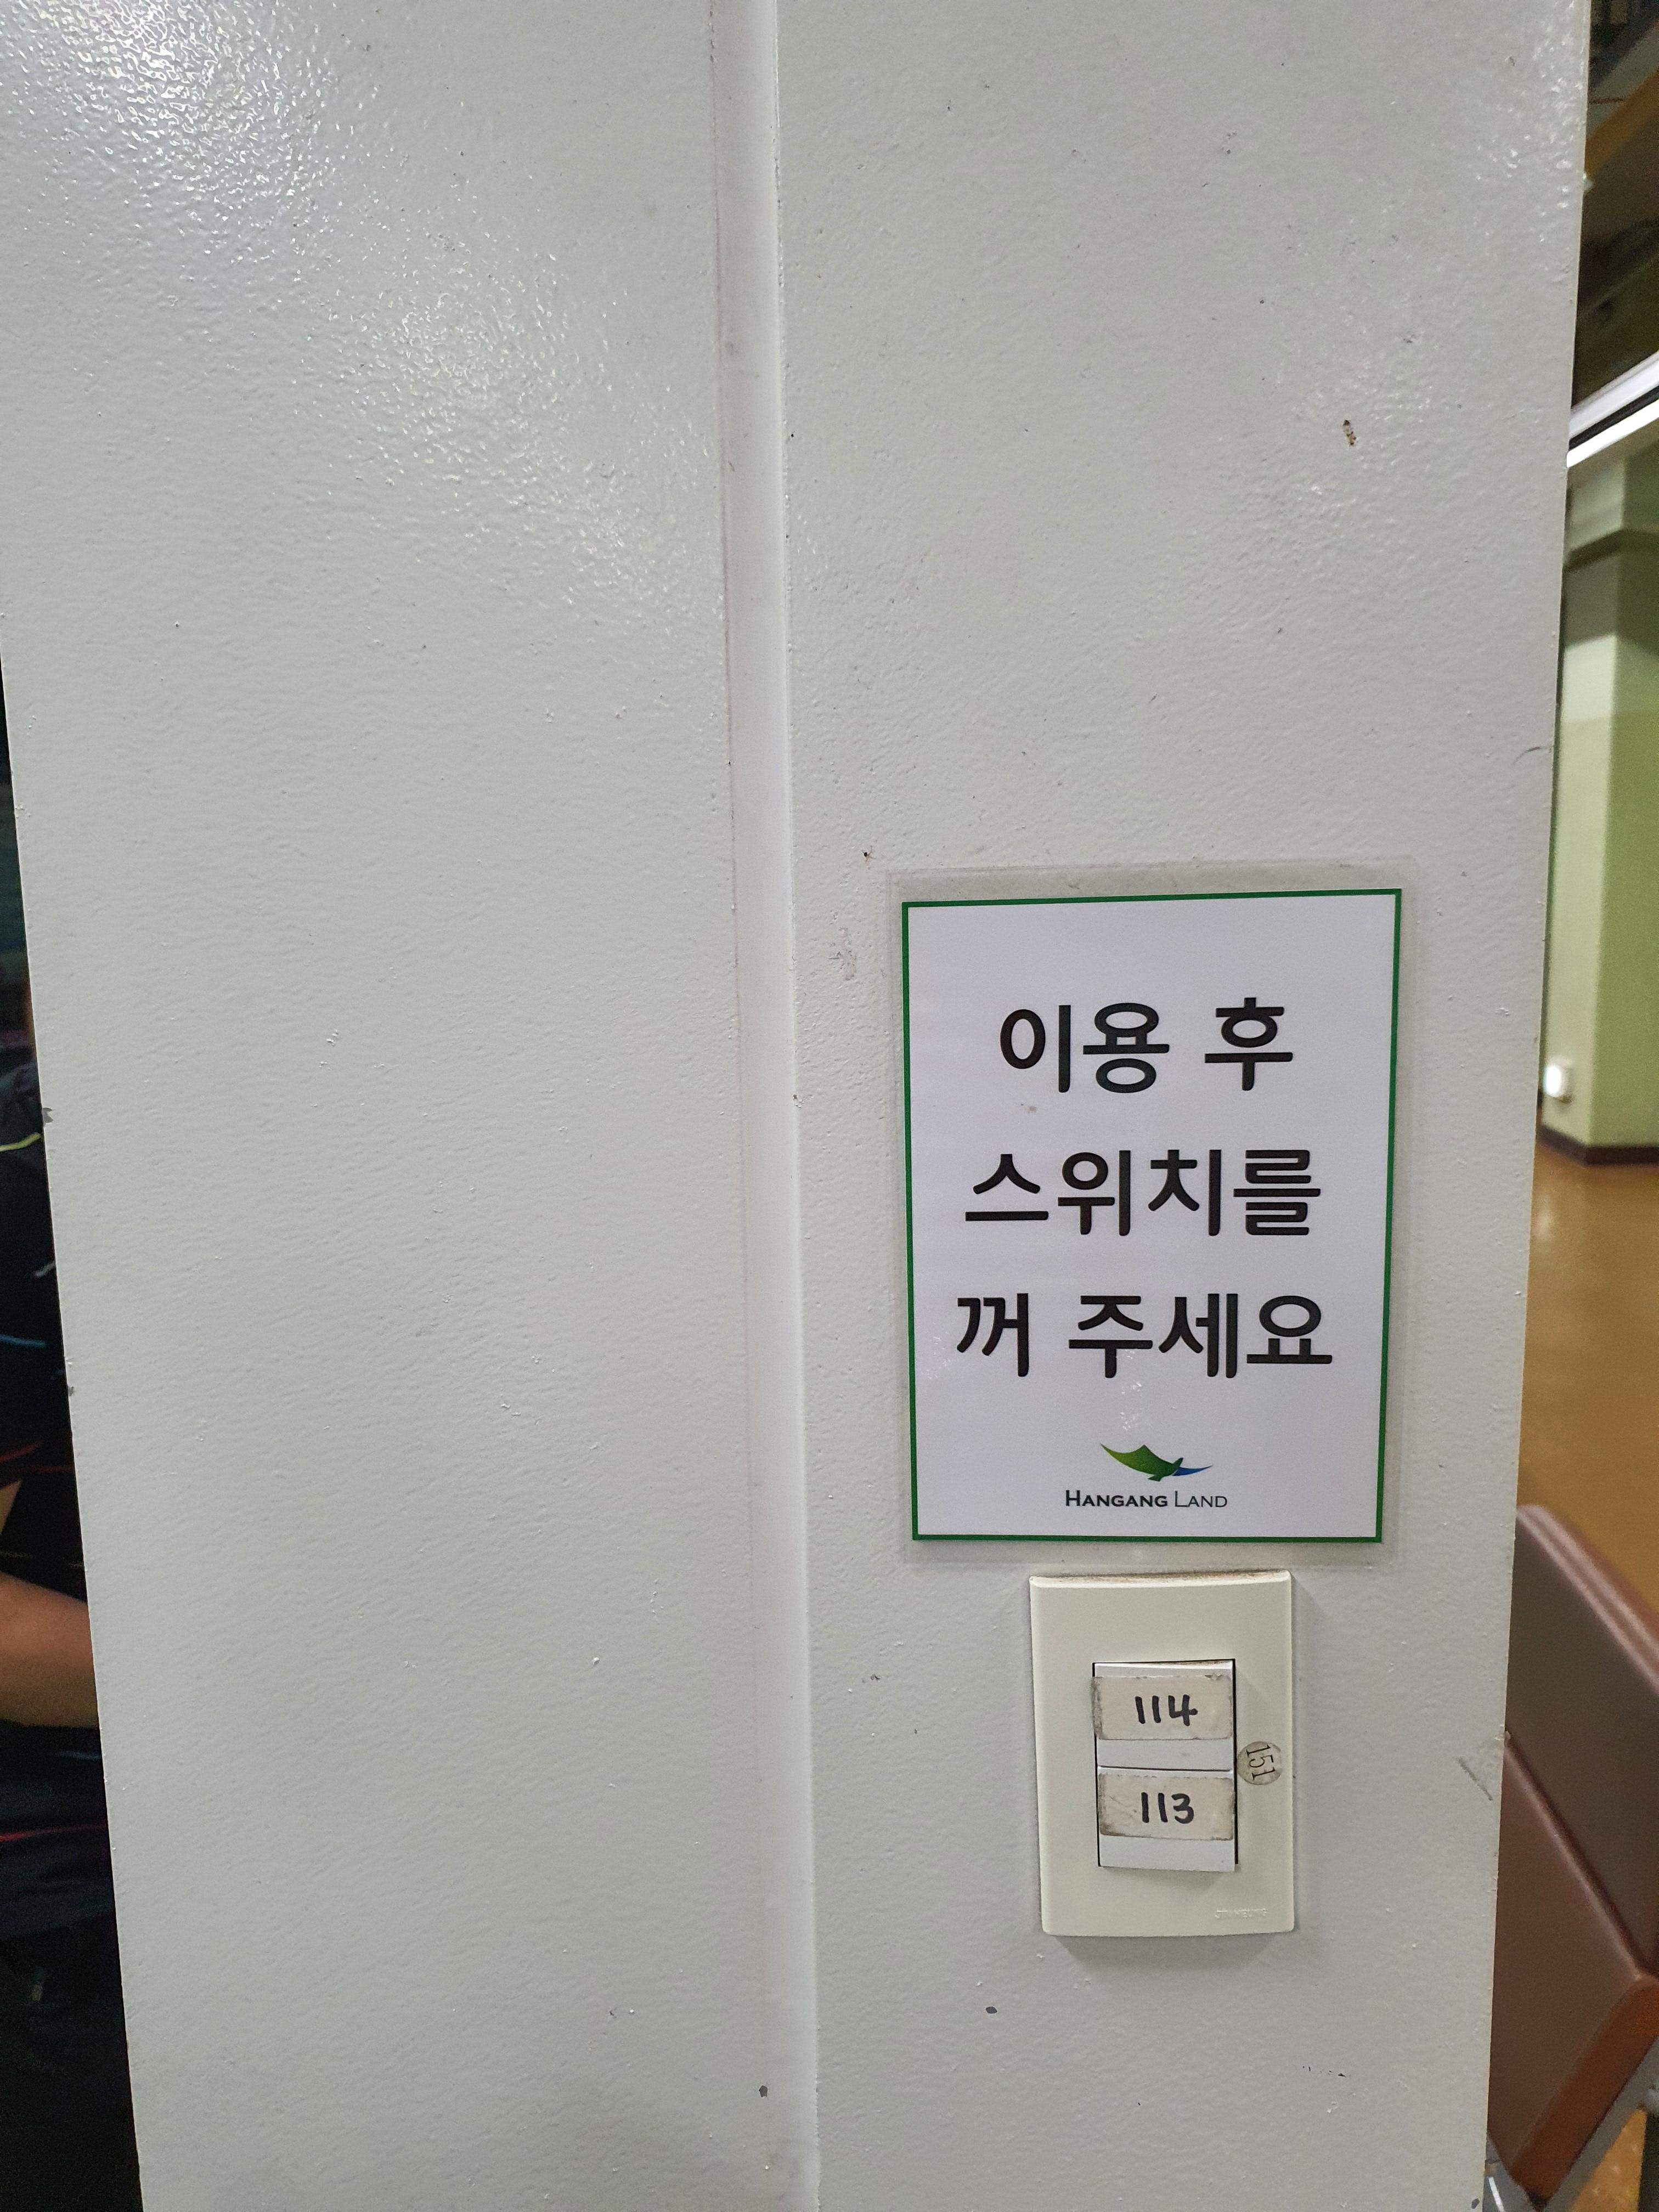 이용 후
스위치를
꺼 주세요
HANGANG LAND
114
151
113